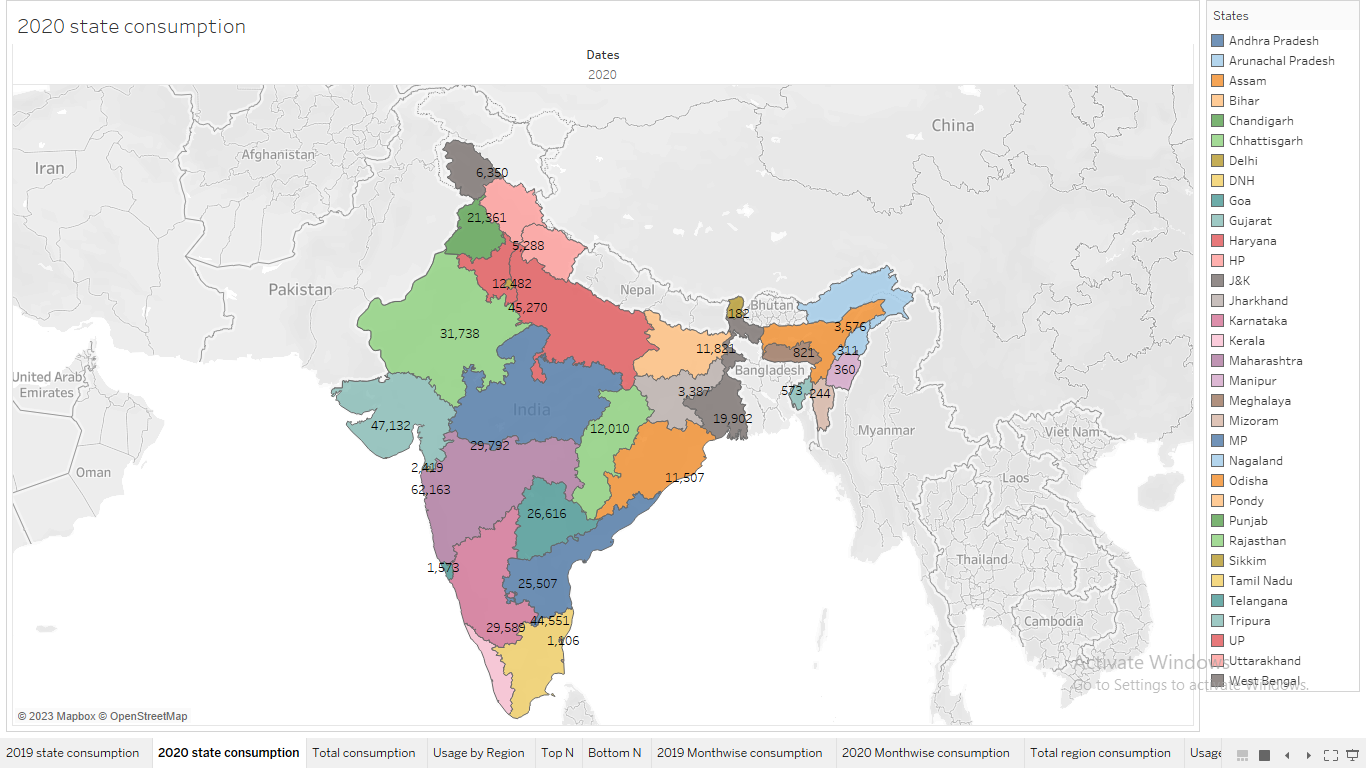 2020 state consumption
Dates
2020
China
Afghanistan
Iran
6,350
21,361
5,288
Pakistan
12,482
Nepal
45,270
182
Bhutan
31,738
3,576
11,821
821
311
United Arab
Emirates
Bangladesh
360
3,387
573
244
India
47,132
19,902
12,010
Myanmar
Viet Nam
29,792
2,419
Oman
11,507
Laos
62,163
26,616
Thailand
1,573
25,507
44,551
29,589
Cambodia
1,106
© 2023 Mapbox © OpenStreetMap
States
Andhra Pradesh
Arunachal Pradesh
Assam
Bihar
Chandigarh
Chhattisgarh
Delhi
DNH
Goa
Gujarat
Haryana
HP
J&K
Jharkhand
Karnataka
Kerala
Maharashtra
Manipur
Meghalaya
Mizoram
MP
Nagaland
Odisha
Pondy
Punjab
Rajasthan
Sikkim
Tamil Nadu
Telangana
Tripura
UP
Uttarakhand
West Bengal
Activate Windows
Go to Settings to activate Windows.
2019 state consumption 2020 state consumption Total consumption Usage by Region Top N Bottom N 2019 Monthwise consumption 2020 Monthwise consumption Total region consumption Usage